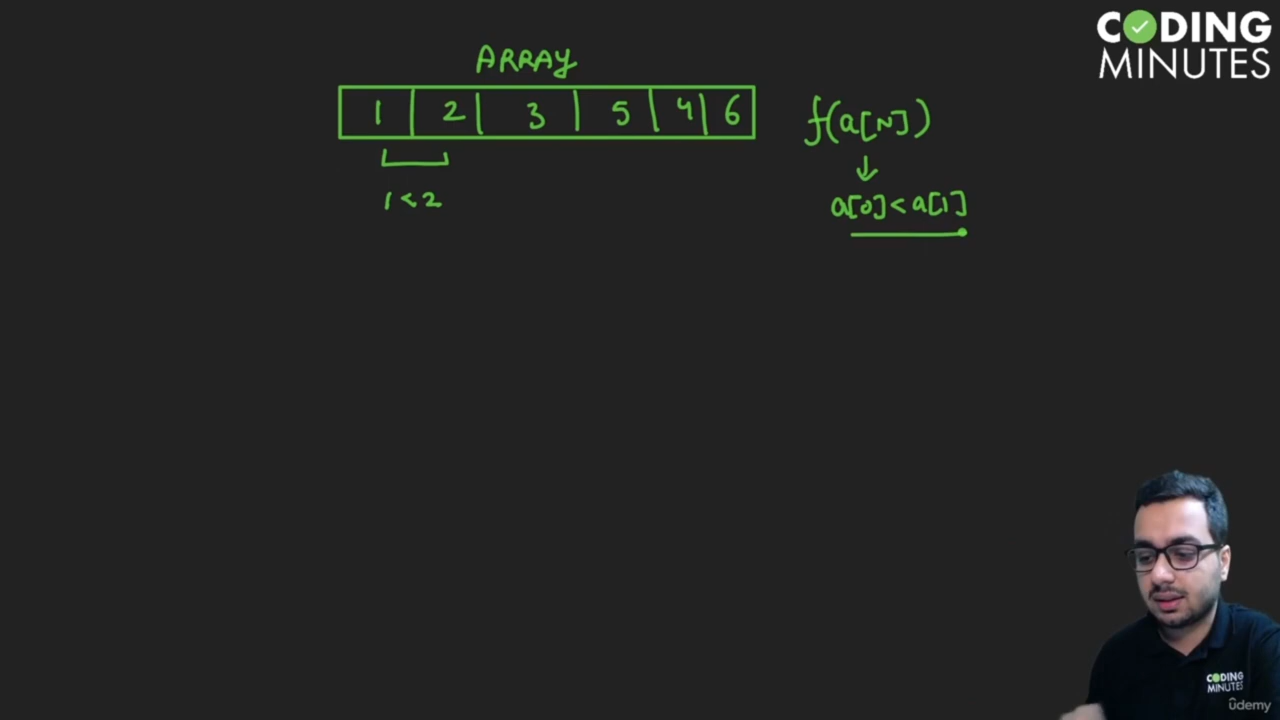 CODING
MINUTES
ARRAY
1 2 3 5 4 6
f(a[N])
↓
1 < 2
a[0] < a[1]
CODING
MINUTES
ûdemy